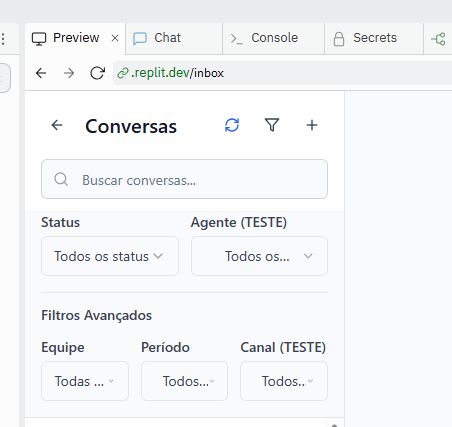 Preview
Chat
Console
Secrets
.replit.dev/inbox
Conversas
Buscar conversas...
Status
Agente (TESTE)
Todos os status
Todos os...
Filtros Avançados
Equipe
Período
Canal (TESTE)
Todas ...
Todos...
Todos..